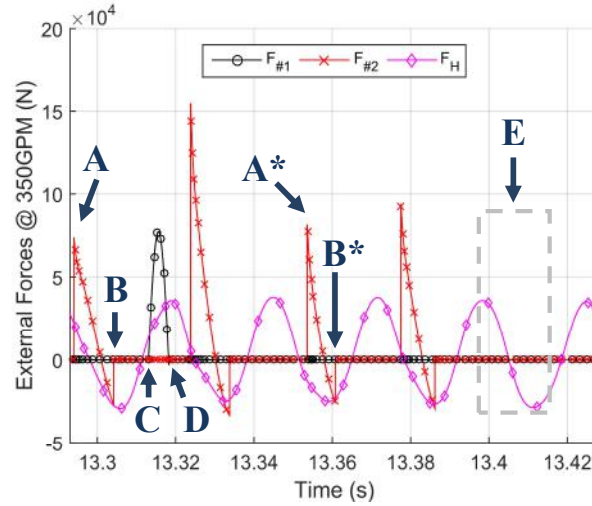 ×10⁴
F#1 F#2 FH
20
15
10
5
0
-5
External Forces @ 350GPM (N)
A
B
C
D
A*
B*
E
13.3 13.32 13.34 13.36 13.38 13.4 13.42
Time (s)